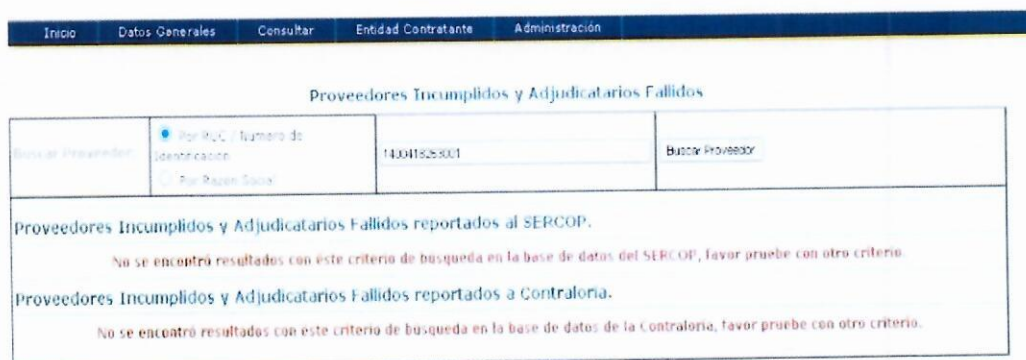 Inicio Datos Generales Consultar Entidad Contratante Administración
Proveedores Incumplidos y Adjudicatarios Fallidos
Buscar Proveedor:
Por RUC / Numero de
Identificación
Por Razon Social
Buscar Proveedor
Proveedores Incumplidos y Adjudicatarios Fallidos reportados al SERCOP.
No se encontró resultados con este criterio de busqueda en la base de datos del SERCOP, favor pruebe con otro criterio.
Proveedores Incumplidos y Adjudicatarios Fallidos reportados a Contraloria.
No se encontró resultados con este criterio de busqueda en la base de datos de la Contraloria, favor pruebe con otro criterio.